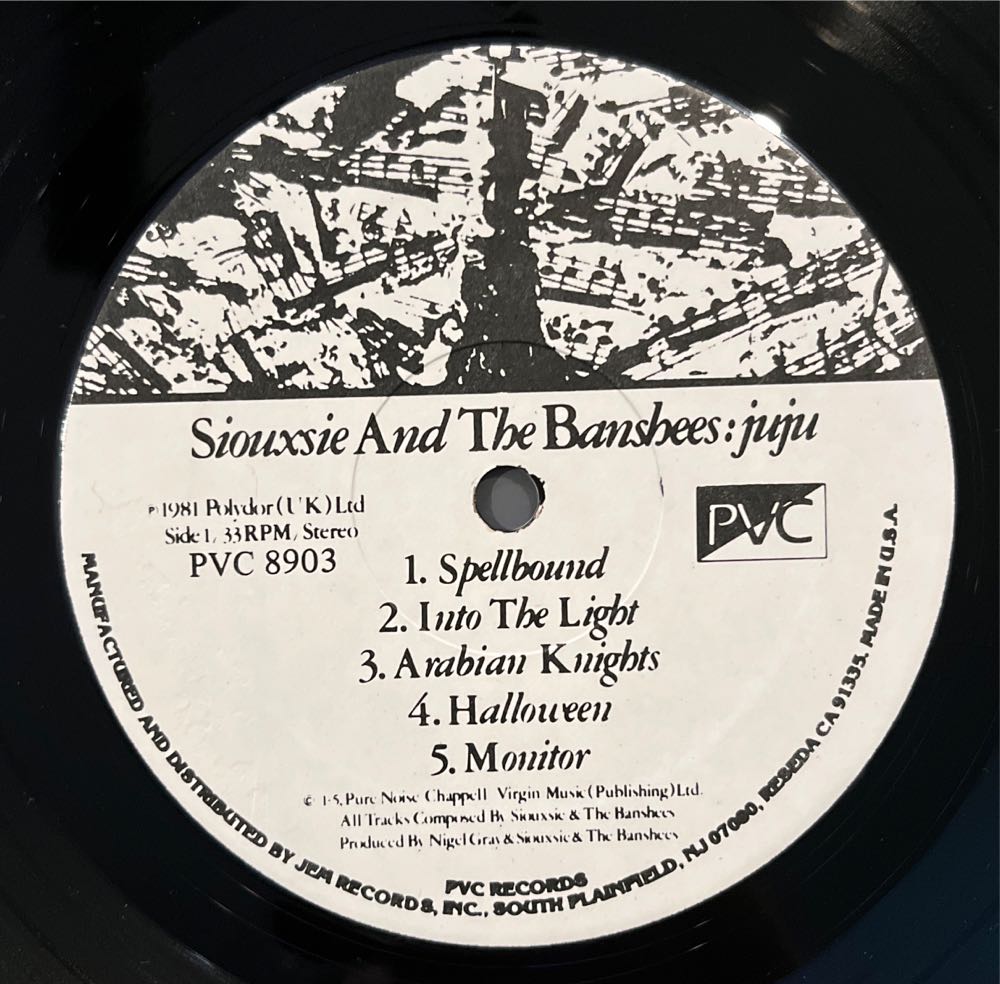 Siouxsie And The Banshees: juju
℗ 1981 Polydor (UK) Ltd
Side 1, 33 RPM, Stereo
PVC 8903
PVC
1. Spellbound
2. Into The Light
3. Arabian Knights
4. Halloween
5. Monitor
© 1-5, Pure Noise Chappell Virgin Music (Publishing) Ltd.
All Tracks Composed By Siouxsie & The Banshees
Produced By Nigel Gray & Siouxsie & The Banshees
PVC RECORDS
MANUFACTURED AND DISTRIBUTED BY JEM RECORDS, INC., SOUTH PLAINFIELD, NJ 07080, RESEDA CA 91335. MADE IN U.S.A.